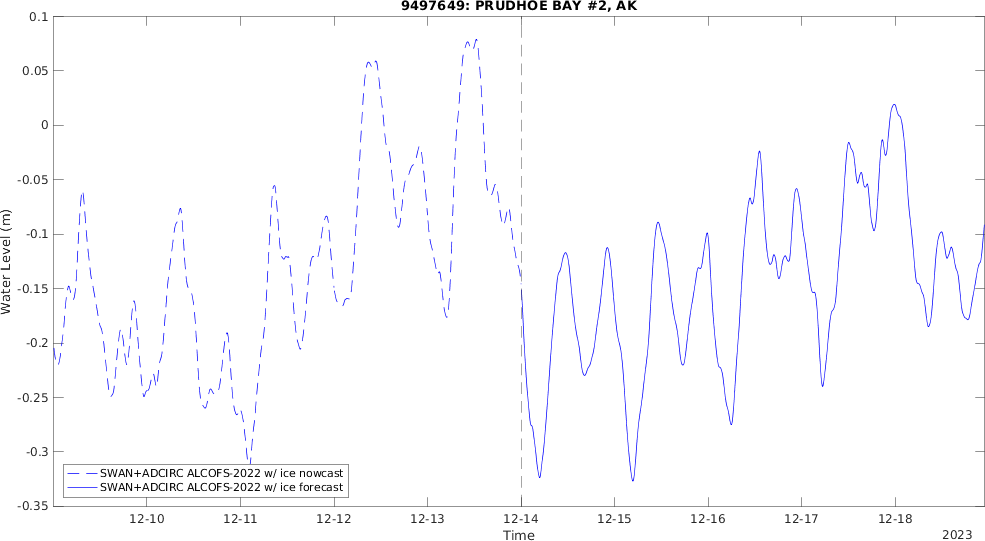 9497649: PRUDHOE BAY #2, AK
0.1
0.05
0
-0.05
-0.1
-0.15
-0.2
-0.25
-0.3
-0.35
Water Level (m)
SWAN+ADCIRC ALCOFS-2022 w/ ice nowcast
SWAN+ADCIRC ALCOFS-2022 w/ ice forecast
12-10 12-11 12-12 12-13 12-14 12-15 12-16 12-17 12-18
Time
2023